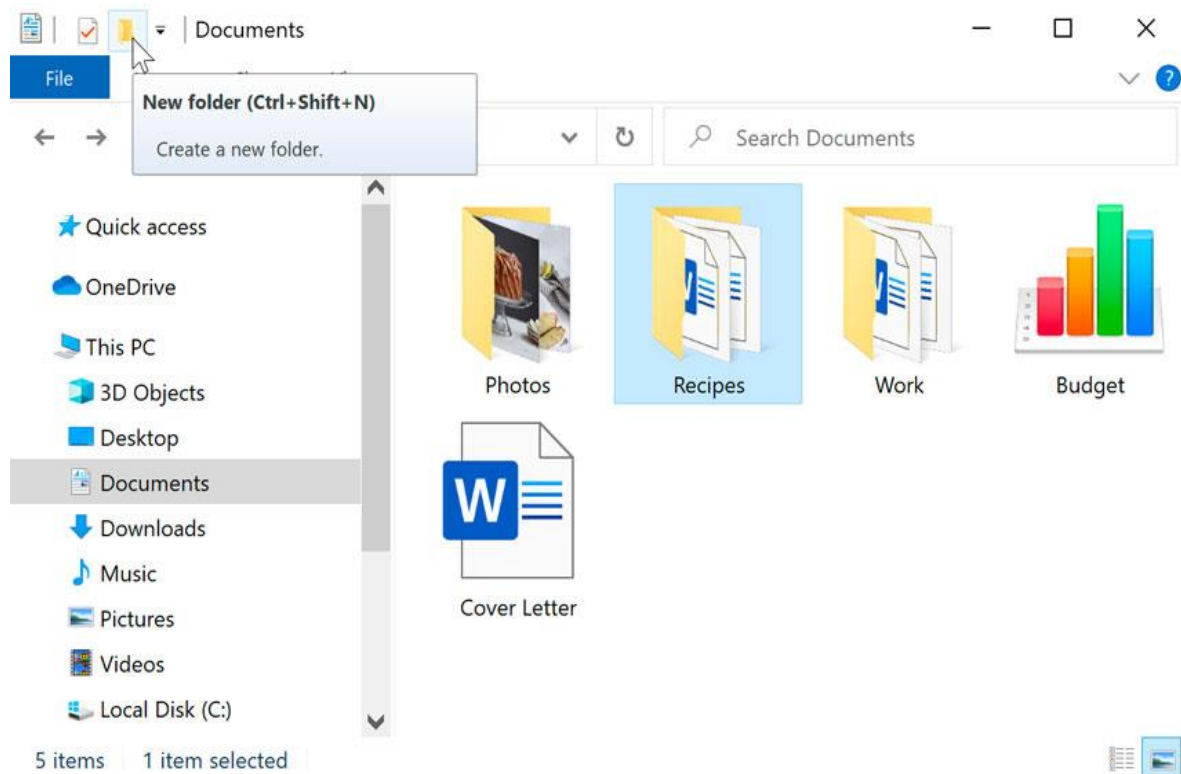 Documents
File
New folder (Ctrl+Shift+N)
Create a new folder.
Search Documents
Quick access
OneDrive
This PC
3D Objects
Desktop
Documents
Downloads
Music
Pictures
Videos
Local Disk (C:)
Photos
Recipes
Work
Budget
W
Cover Letter
5 items
1 item selected